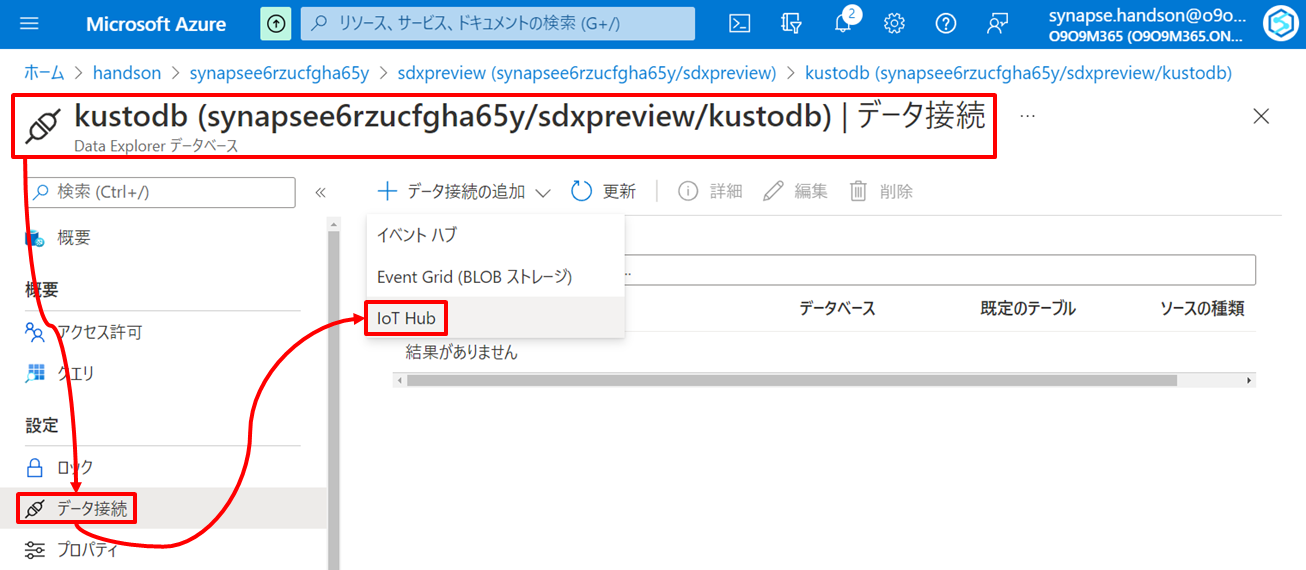 Microsoft Azure
リソース、サービス、ドキュメントの検索 (G+/)
2
synapse.handson@o9o...
O9O9M365 (O9O9M365.ON...
ホーム > handson > synapsee6rzucfgha65y > sdxpreview (synapsee6rzucfgha65y/sdxpreview) > kustodb (synapsee6rzucfgha65y/sdxpreview/kustodb)
kustodb (synapsee6rzucfgha65y/sdxpreview/kustodb) | データ接続 ...
Data Explorer データベース
検索 (Ctrl+/)
概要
概要
アクセス許可
クエリ
設定
ロック
データ接続
プロパティ
データ接続の追加
更新
詳細
編集
削除
イベント ハブ
Event Grid (BLOB ストレージ)
IoT Hub
...
データベース
既定のテーブル
ソースの種類
結果がありません